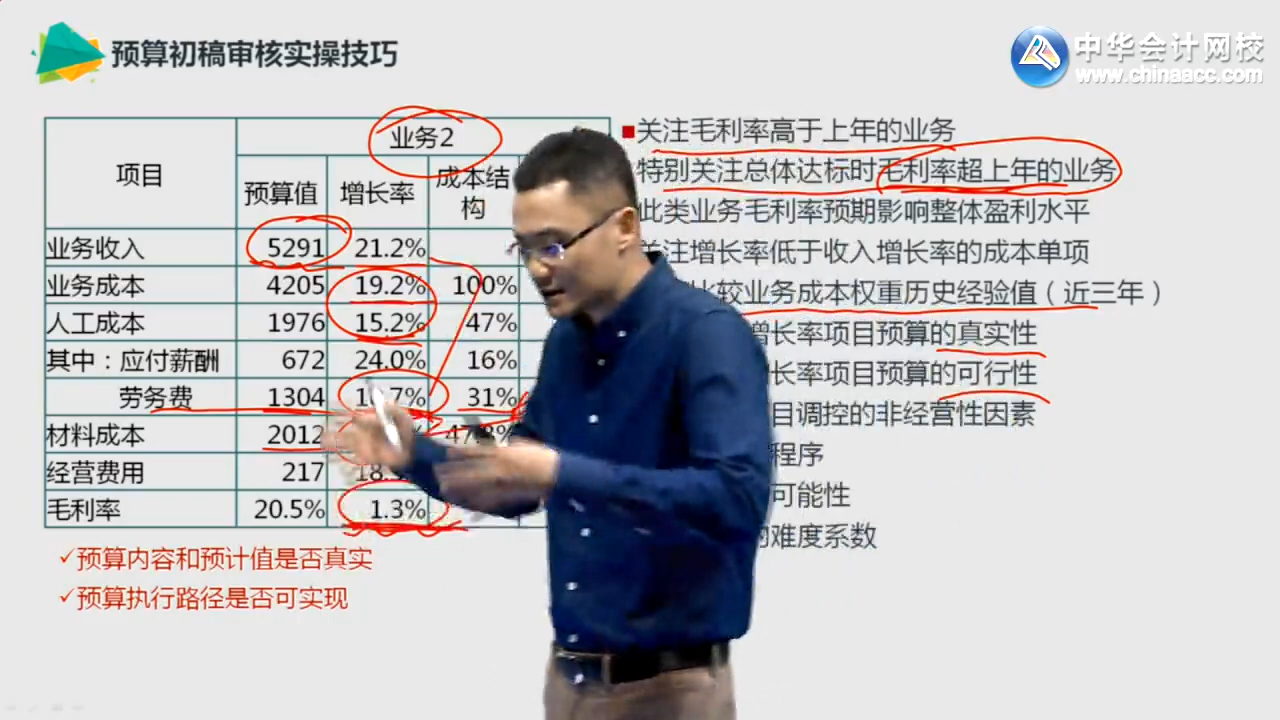 预算初稿审核实操技巧
中华会计网校
www.chinaacc.com
项目 业务2
预算值 增长率 成本结构
业务收入 5291 21.2%
业务成本 4205 19.2% 100%
人工成本 1976 15.2% 47%
其中：应付薪酬 672 24.0% 16%
劳务费 1304 31%
材料成本 2012
经营费用 217
毛利率 20.5% 1.3%
✓预算内容和预计值是否真实
✓预算执行路径是否可实现
■关注毛利率高于上年的业务
特别关注总体达标时毛利率超上年的业务
此类业务毛利率预期影响整体盈利水平
关注增长率低于收入增长率的成本单项
比较业务成本权重历史经验值（近三年）
增长率项目预算的真实性
长率项目预算的可行性
目调控的非经营性因素
程序
可能性
的难度系数